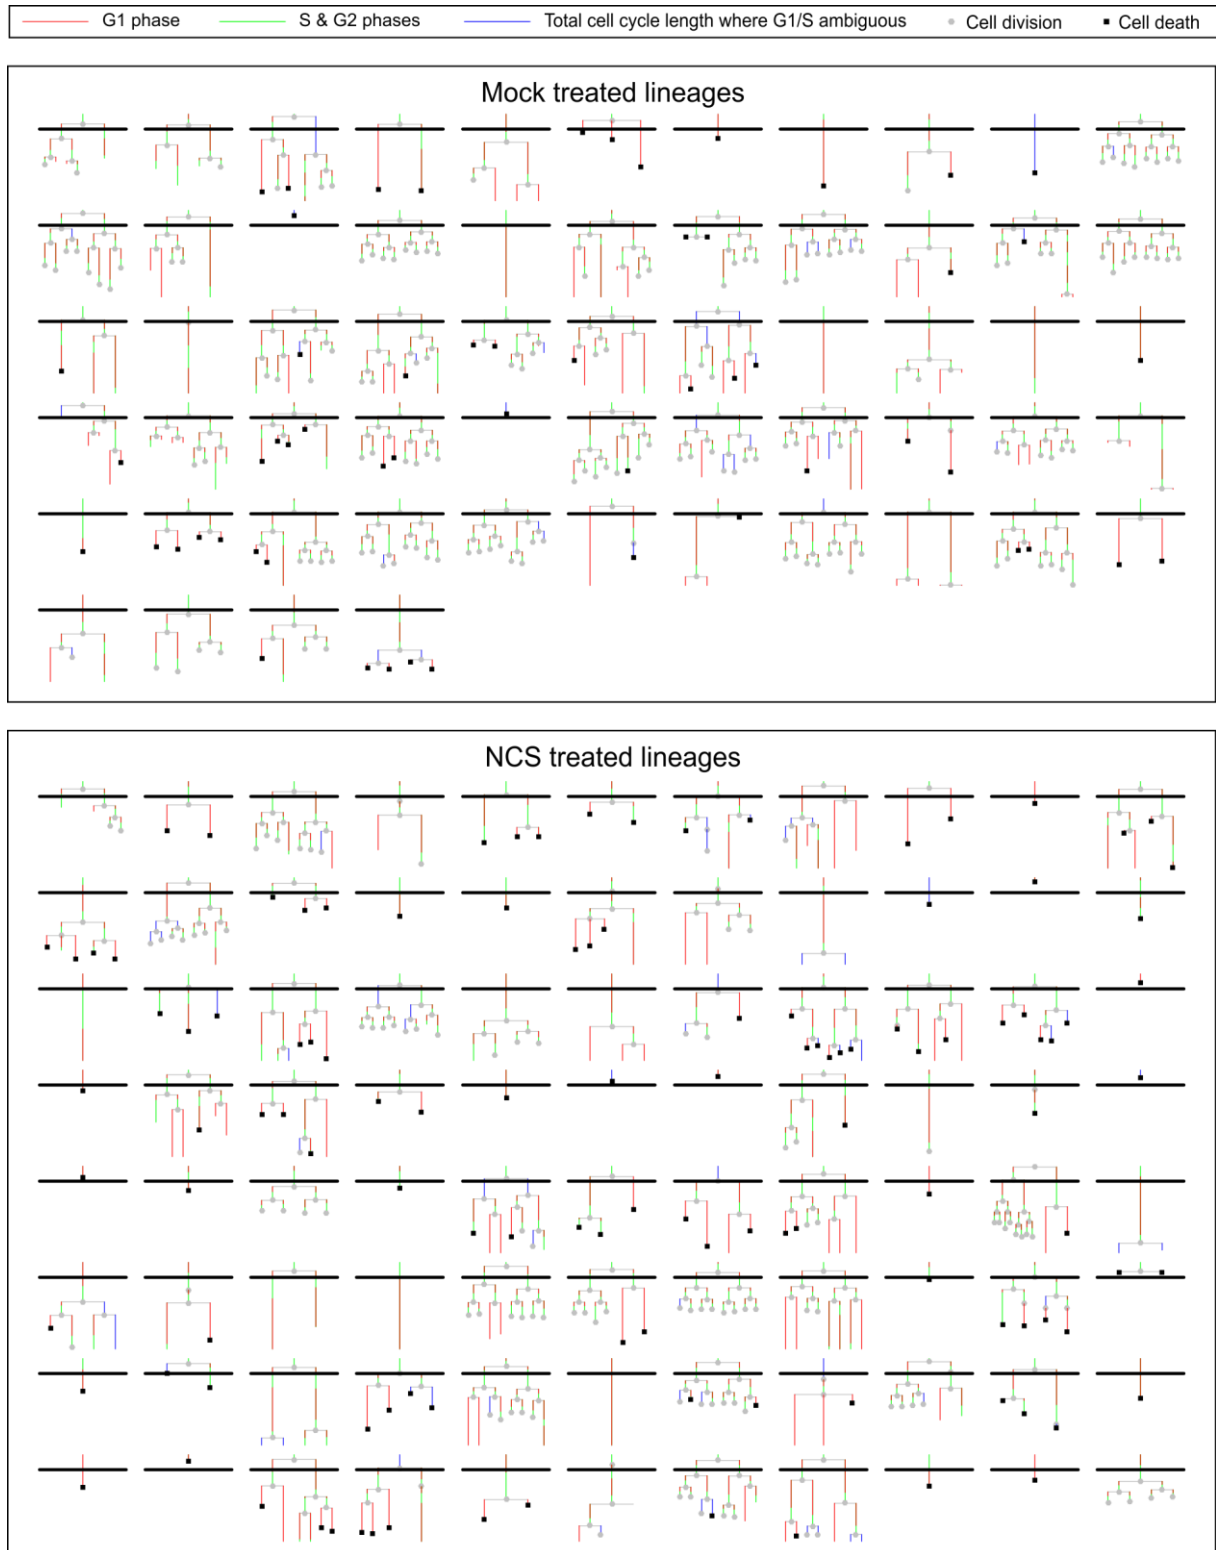 G1 phase S & G2 phases Total cell cycle length where G1/S ambiguous Cell division Cell death
Mock treated lineages
NCS treated lineages